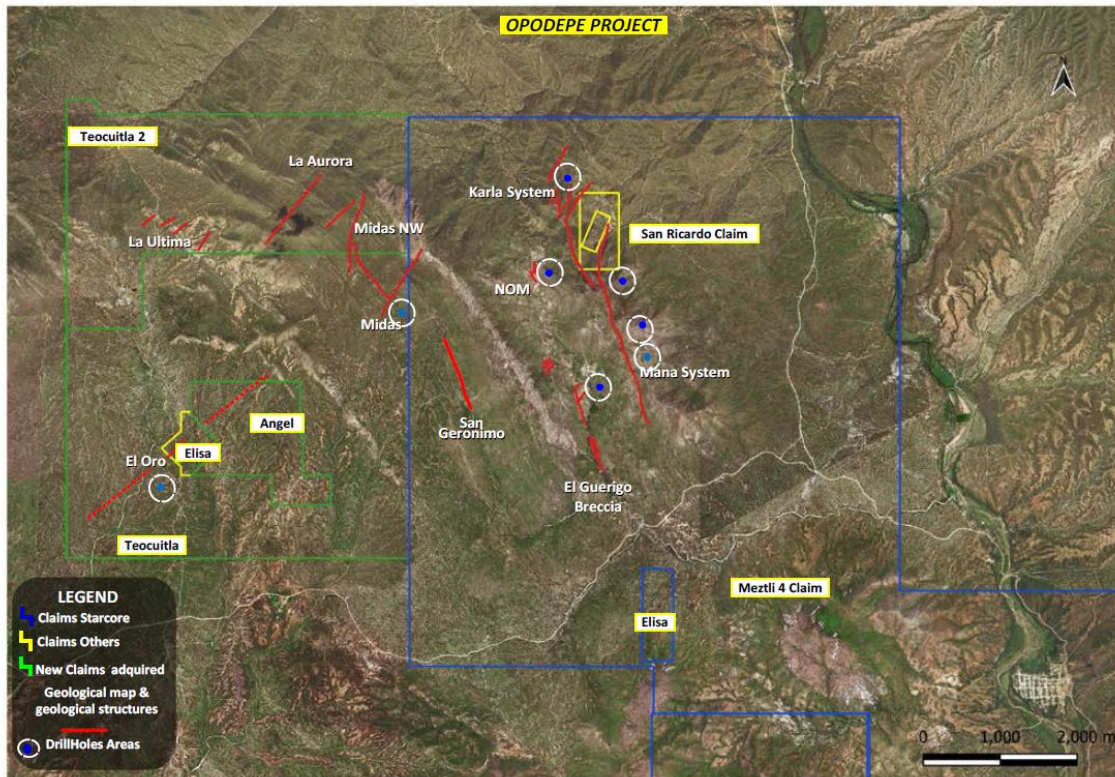 OPODEPE PROJECT
N
Teocuitla 2
La Aurora
Karla System
La Ultima
Midas NW
San Ricardo Claim
NOM
Midas
Mana System
San
Geronimo
Angel
Elisa
El Oro
El Guerigo
Breccia
Teocuitla
Meztli 4 Claim
Elisa
LEGEND
Claims Starcore
Claims Others
New Claims adquired
Geological map &
geological structures
DrillHoles Areas
0 1,000 2,000 m